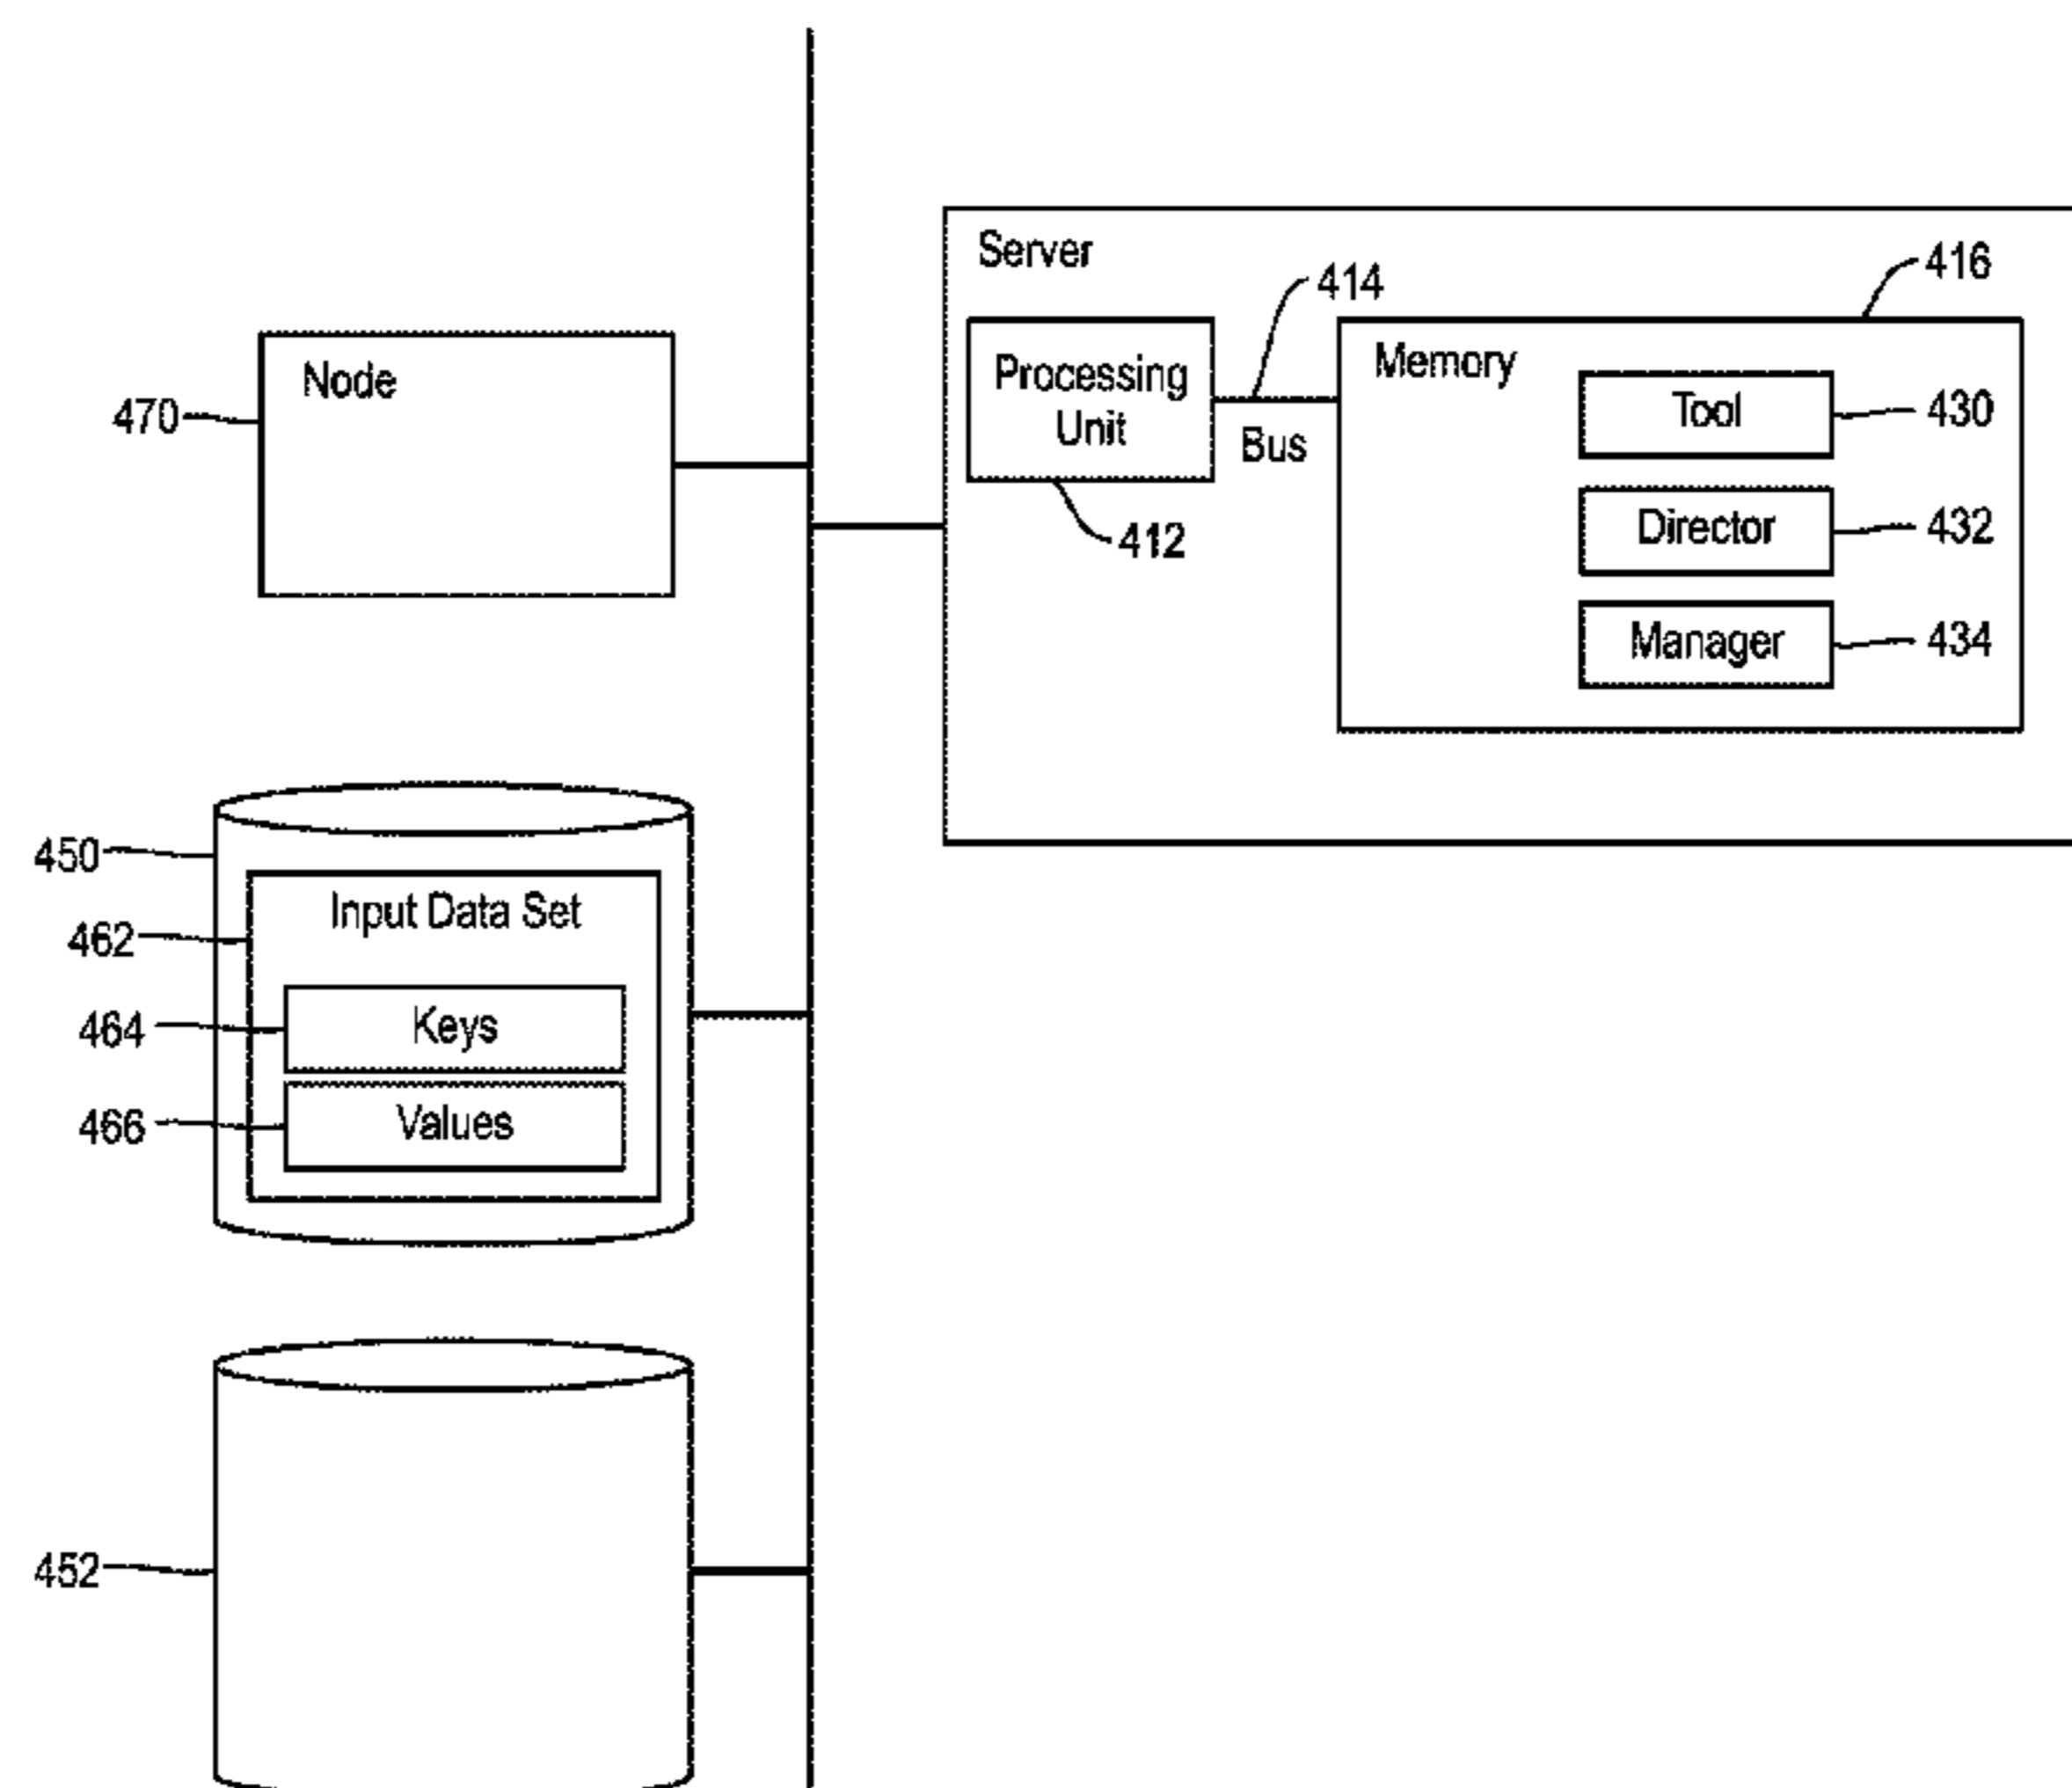 Server
414
416
Processing
Unit
Bus
412
Memory
Tool
430
Director
432
Manager
434
Node
470
450
Input Data Set
462
Keys
464
Values
466
452